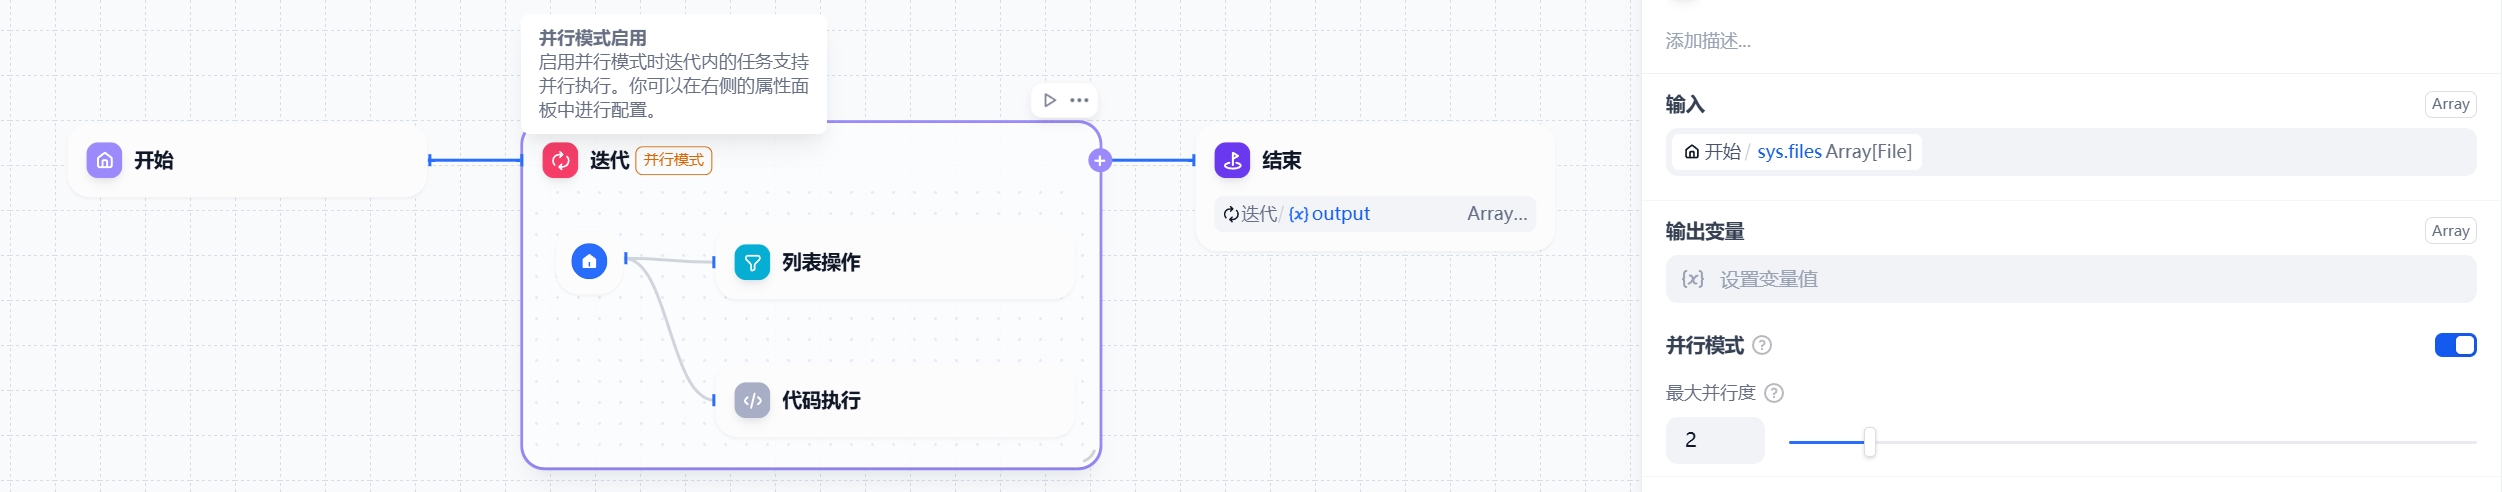 并行模式启用
启用并行模式时迭代内的任务支持
并行执行。你可以在右侧的属性面
板中进行配置。
开始
迭代 并行模式
结束
迭代/{x}output Array...
列表操作
代码执行
添加描述...
输入 Array
开始/ sys.files Array[File]
输出变量 Array
{x} 设置变量值
并行模式 ?
最大并行度 ?
2